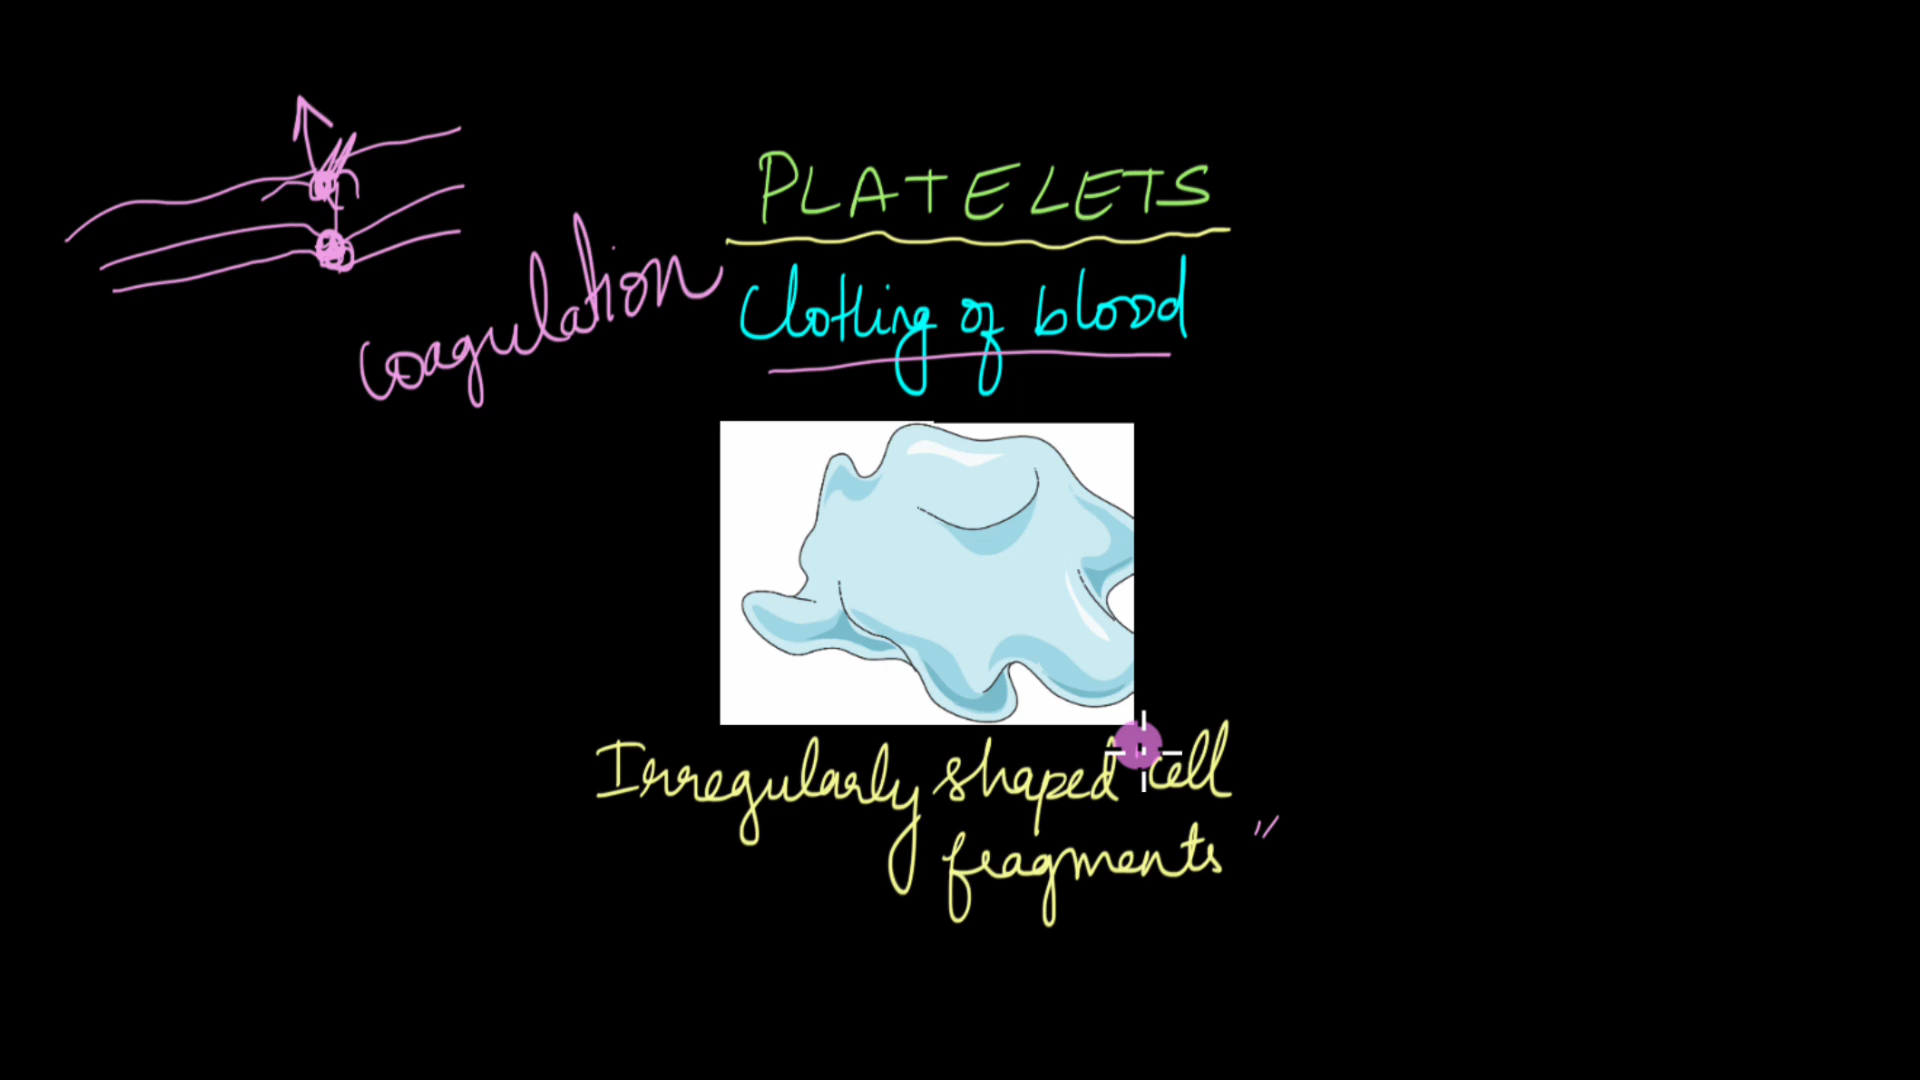 PLATELETS
Clotting of blood
Coagulation
Irregularly shaped cell
fragments "